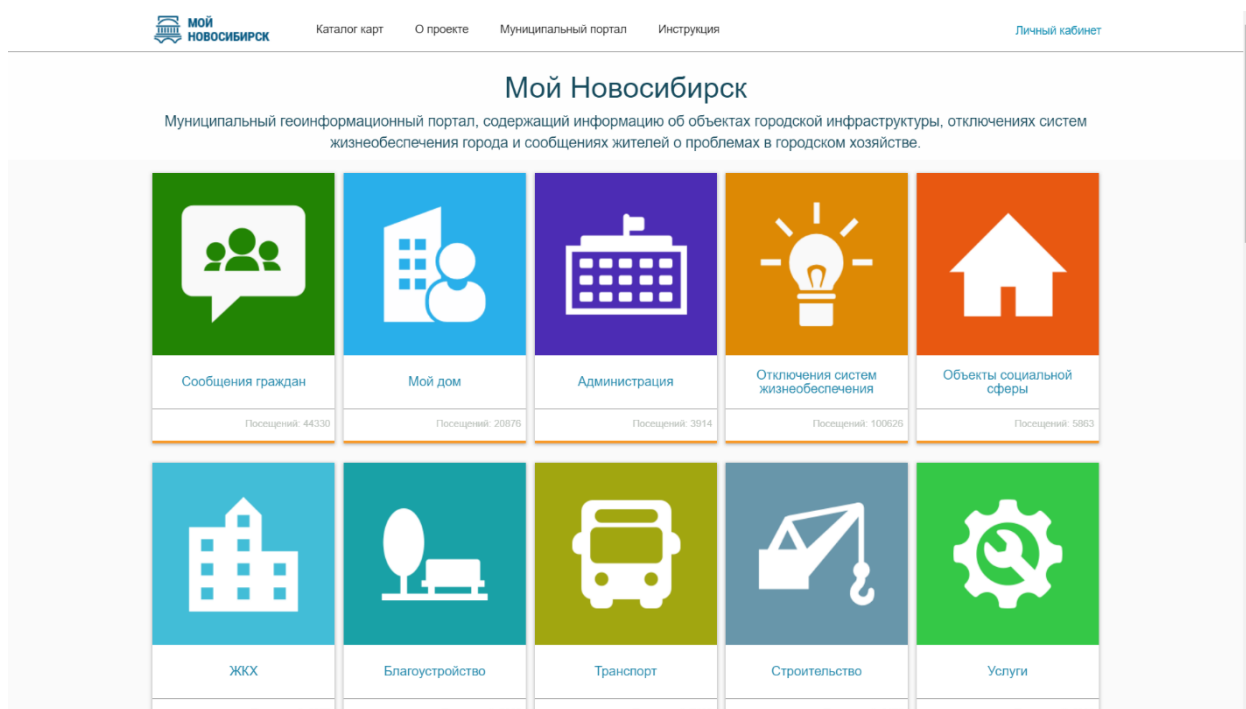 МОЙ
НОВОСИБИРСК
Каталог карт
О проекте
Муниципальный портал
Инструкция
Личный кабинет
Мой Новосибирск
Муниципальный геоинформационный портал, содержащий информацию об объектах городской инфраструктуры, отключениях систем
жизнеобеспечения города и сообщениях жителей о проблемах в городском хозяйстве.
Сообщения граждан
Посещений: 44330
Мой дом
Посещений: 20876
Администрация
Посещений: 3914
Отключения систем
жизнеобеспечения
Посещений: 100626
Объекты социальной
сферы
Посещений: 5863
ЖКХ
Благоустройство
Транспорт
Строительство
Услуги